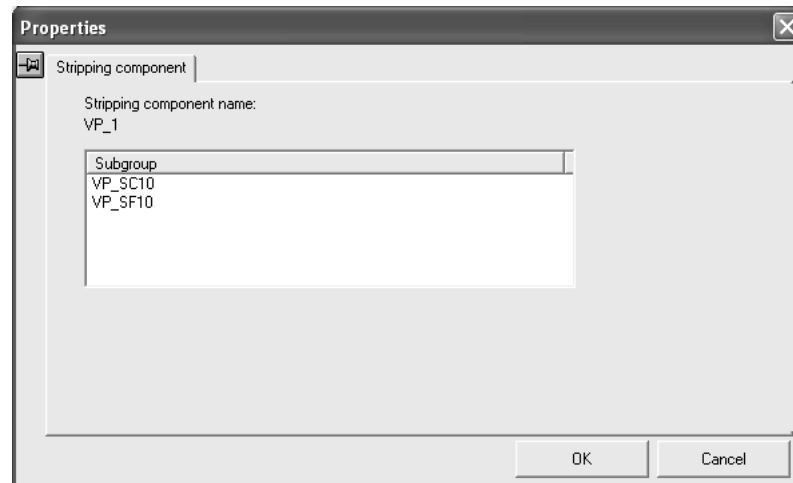 Properties
Stripping component
Stripping component name:
VP_1
Subgroup
VP_SC10
VP_SF10
OK
Cancel